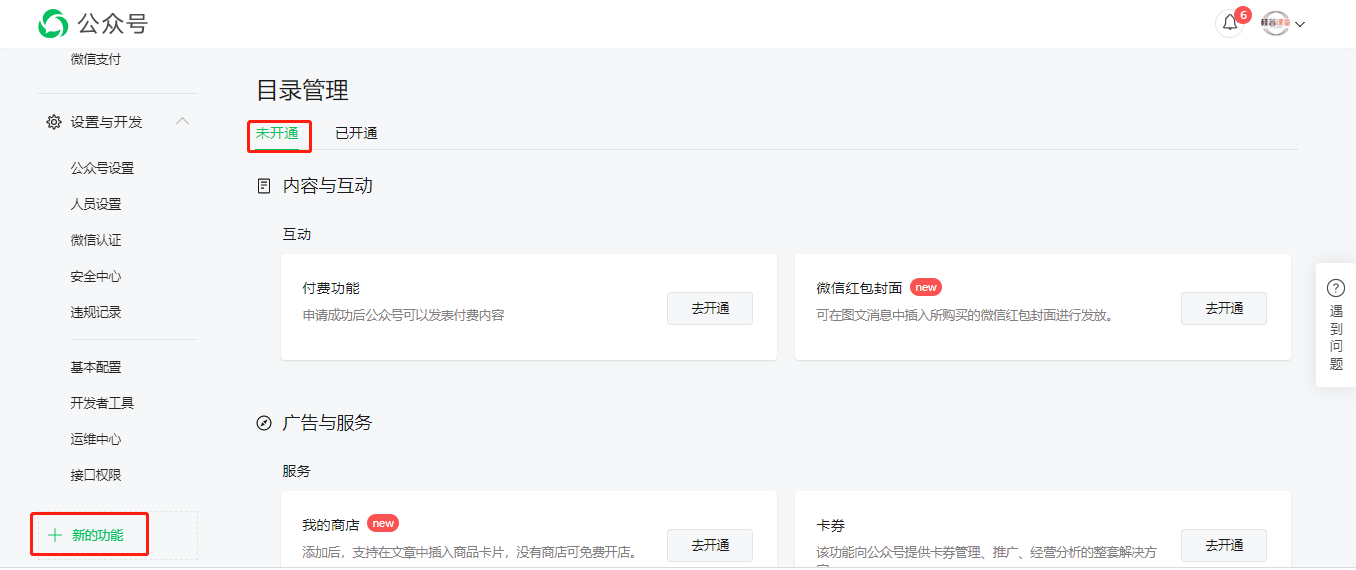 公众号
6
微信支付
设置与开发
公众号设置
人员设置
微信认证
安全中心
违规记录
基本配置
开发者工具
运维中心
接口权限
新的功能
目录管理
未开通 已开通
内容与互动
互动
付费功能
申请成功后公众号可以发表付费内容
去开通
微信红包封面 new
可在图文消息中插入所购买的微信红包封面进行发放。
去开通
广告与服务
服务
我的商店 new
添加后，支持在文章中插入商品卡片，没有商店可免费开店。
去开通
卡券
该功能向公众号提供卡券管理、推广、经营分析的整套解决方
去开通
遇到问题